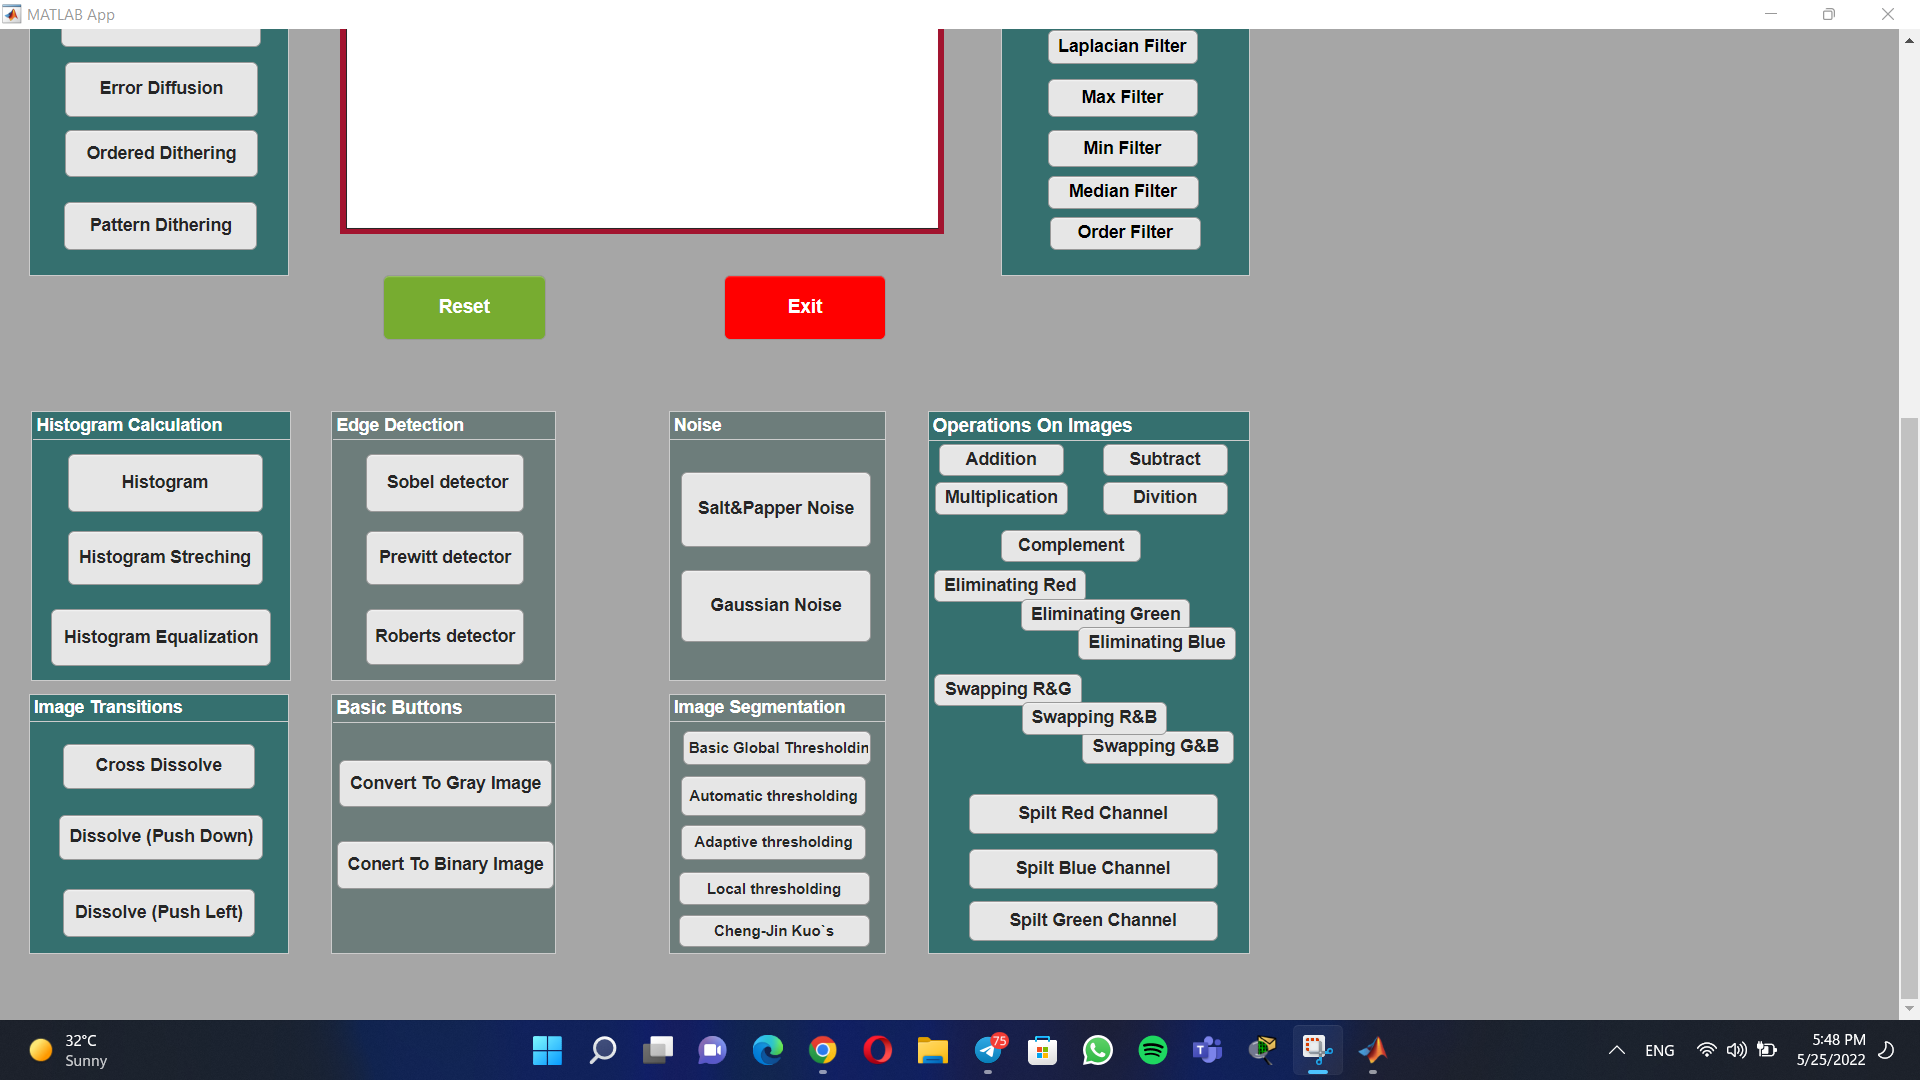 MATLAB App
Error Diffusion
Ordered Dithering
Pattern Dithering
Laplacian Filter
Max Filter
Min Filter
Median Filter
Order Filter
Reset
Exit
Histogram Calculation
Histogram
Histogram Streching
Histogram Equalization
Edge Detection
Sobel detector
Prewitt detector
Roberts detector
Noise
Salt&Papper Noise
Gaussian Noise
Operations On Images
Addition
Subtract
Multiplication
Divition
Complement
Eliminating Red
Eliminating Green
Eliminating Blue
Swapping R&G
Swapping R&B
Swapping G&B
Spilt Red Channel
Spilt Blue Channel
Spilt Green Channel
Image Transitions
Cross Dissolve
Dissolve (Push Down)
Dissolve (Push Left)
Basic Buttons
Convert To Gray Image
Conert To Binary Image
Image Segmentation
Basic Global Thresholdin
Automatic thresholding
Adaptive thresholding
Local thresholding
Cheng-Jin Kuo`s
32°C
Sunny
75
ENG
5:48 PM
5/25/2022